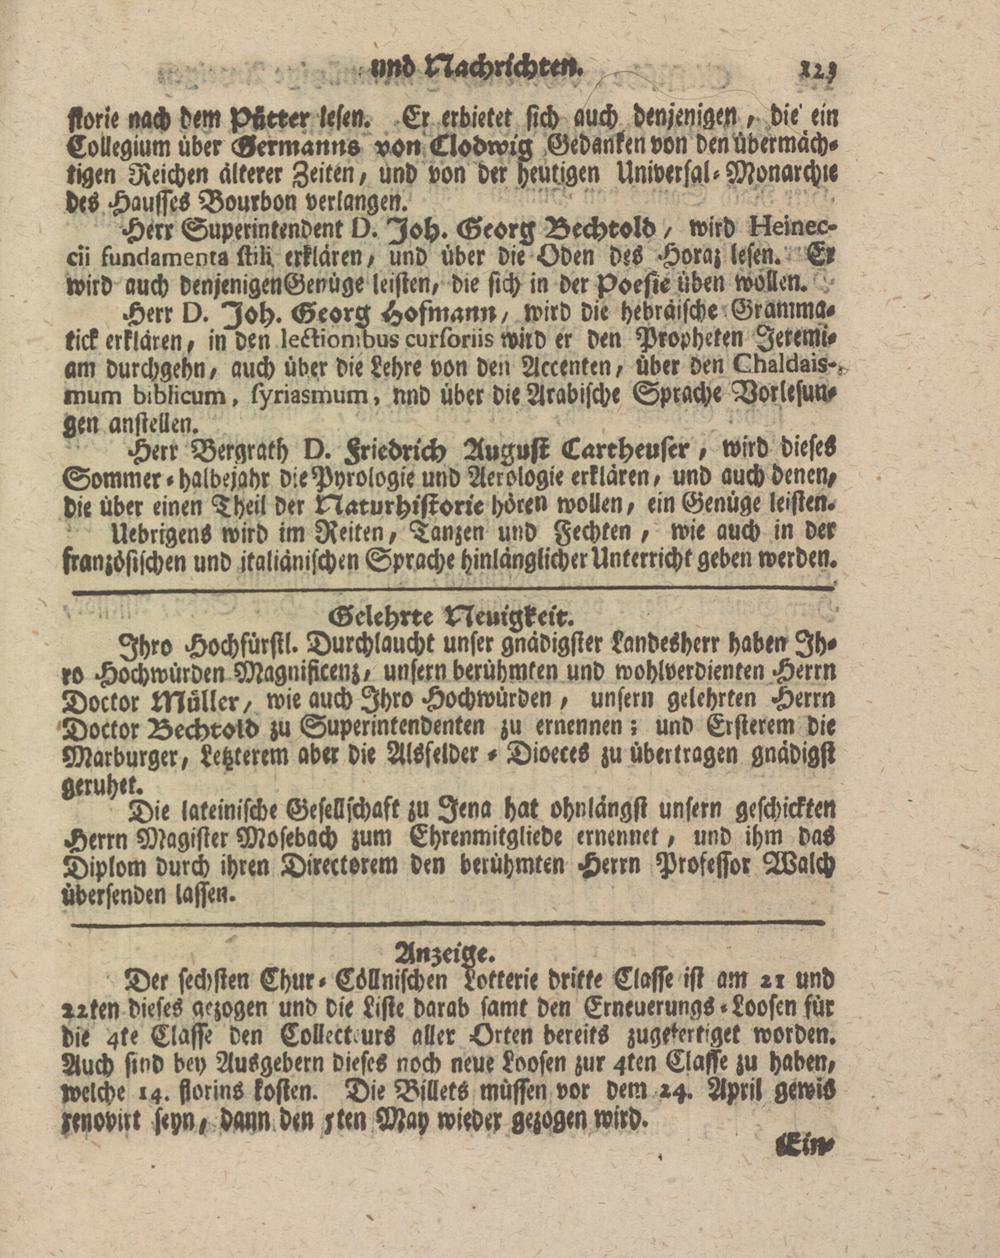 und Nachrichten. 123
storie nach dem Pütter lesen. Er erbietet sich auch denjenigen, die ein
Collegium über Germanns von Clodwig Gedanken von den übermäch-
tigen Reichen älterer Zeiten, und von der heutigen Universal-Monarchie
des Hausses Bourbon verlangen.
Herr Superintendent D. Joh. Georg Bechtold, wird Heinec-
cii fundamenta stili erklären, und über die Oden des Horaz lesen. Er
wird auch denjenigen Genüge leisten, die sich in der Poesie üben wollen.
Herr D. Joh. Georg Hofmann, wird die hebräische Gramma-
tick erklären, in den lectionibus cursoriis wird er den Propheten Jeremi-
am durchgehn, auch über die Lehre von den Accenten, über den Chaldais-
mum biblicum, syriasmum, nnd über die Arabische Sprache Vorlesun-
gen anstellen.
Herr Bergrath D. Friedrich August Cartheuser, wird dieses
Sommer-halbejahr die Pyrologie und Aerologie erklären, und auch denen,
die über einen Theil der Naturhistorie hören wollen, ein Genüge leisten.
Uebrigens wird im Reiten, Tanzen und Fechten, wie auch in der
französischen und italiänischen Sprache hinlänglicher Unterricht geben werden.
Gelehrte Neuigkeit.
Ihro Hochfürstl. Durchlaucht unser gnädigster Landesherr haben Ih-
ro Hochwürden Magnificenz, unsern berühmten und wohlverdienten Herrn
Doctor Müller, wie auch Ihro Hochwürden, unsern gelehrten Herrn
Doctor Bechtold zu Superintendenten zu ernennen; und Ersterem die
Marburger, Letzterem aber die Alsfelder-Dioeces zu übertragen gnädigst
geruhet.
Die lateinische Gesellschaft zu Jena hat ohnlängst unsern geschickten
Herrn Magister Mosebach zum Ehrenmitgliede ernennet, und ihm das
Diplom durch ihren Directorem den berühmten Herrn Professor Walch
übersenden lassen.
Anzeige.
Der sechsten Chur-Cöllnischen Lotterie dritte Classe ist am 21 und
22ten dieses gezogen und die Liste darab samt den Erneuerungs-Loosen für
die 4te Classe den Collecteurs aller Orten bereits zugefertiget worden.
Auch sind bey Ausgebern dieses noch neue Loosen zur 4ten Classe zu haben,
welche 14. florins kosten. Die Billets müssen vor dem 24. April gewis
renovirt seyn, dann den 5ten May wieder gezogen wird.
Ein-